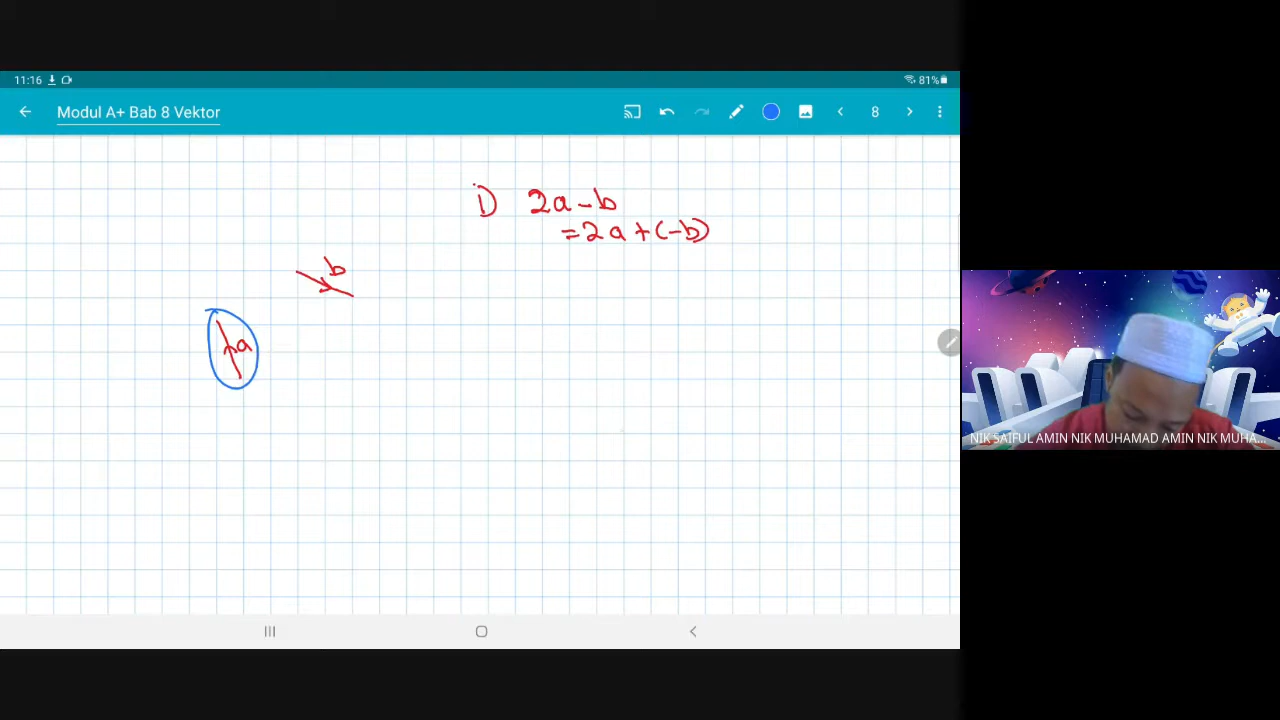 11:16 81%
Modul A+ Bab 8 Vektor 8
i) 2a - b
= 2a + (-b)
b
a
NIK SAIFUL AMIN NIK MUHAMAD AMIN NIK MUHA...